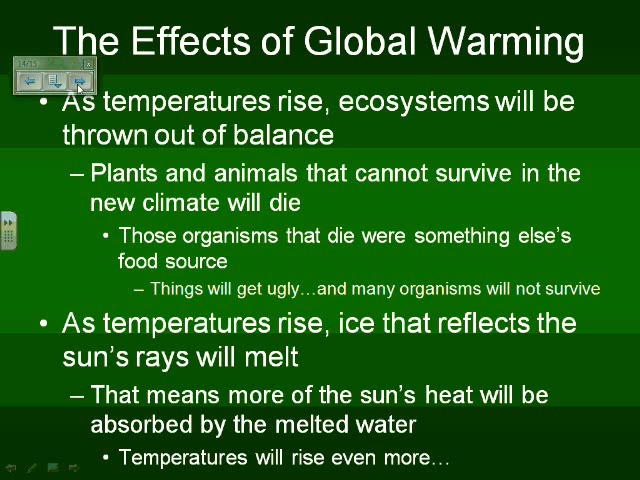 The Effects of Global Warming
14/15
• As temperatures rise, ecosystems will be
thrown out of balance
– Plants and animals that cannot survive in the
new climate will die
• Those organisms that die were something else's
food source
– Things will get ugly…and many organisms will not survive
• As temperatures rise, ice that reflects the
sun's rays will melt
– That means more of the sun's heat will be
absorbed by the melted water
• Temperatures will rise even more…